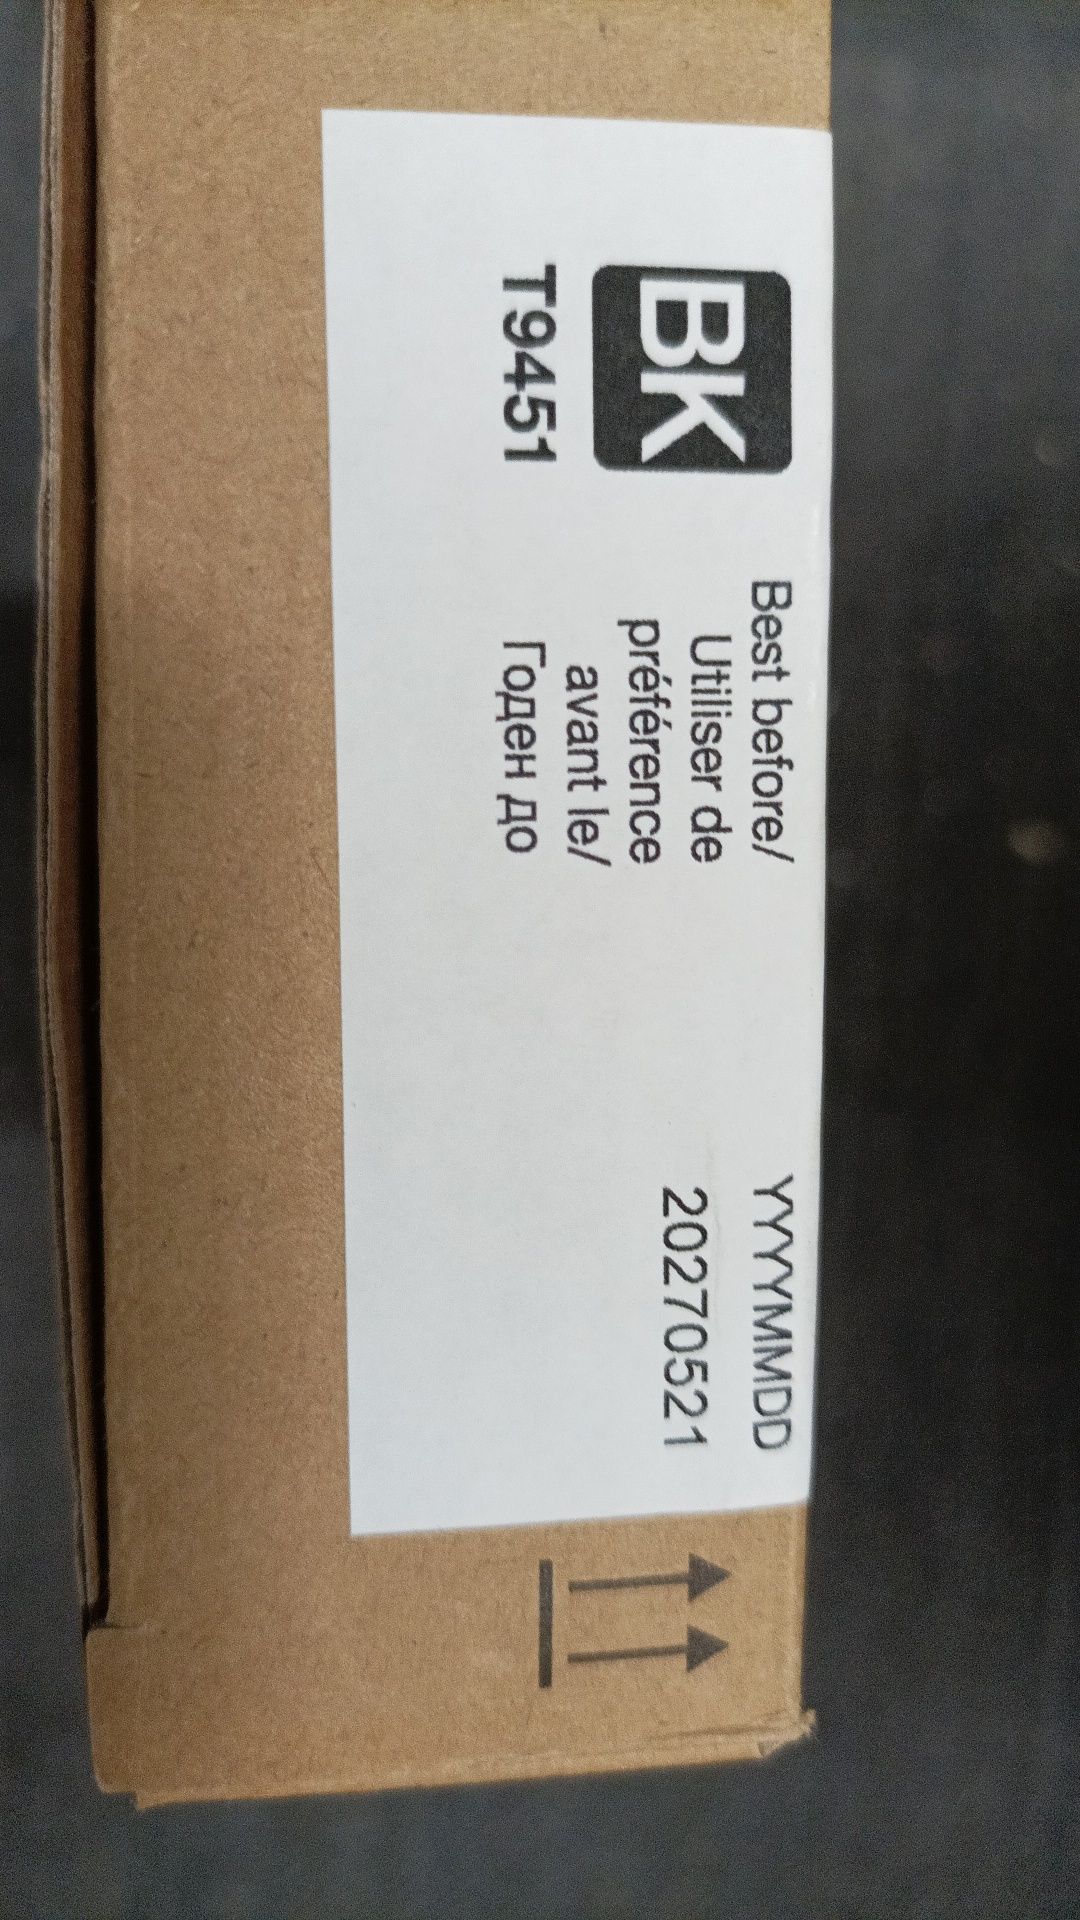 BK
T9451
Best before/
Utiliser de
préférence
avant le/
Годен до
YYYYMMDD
20270521